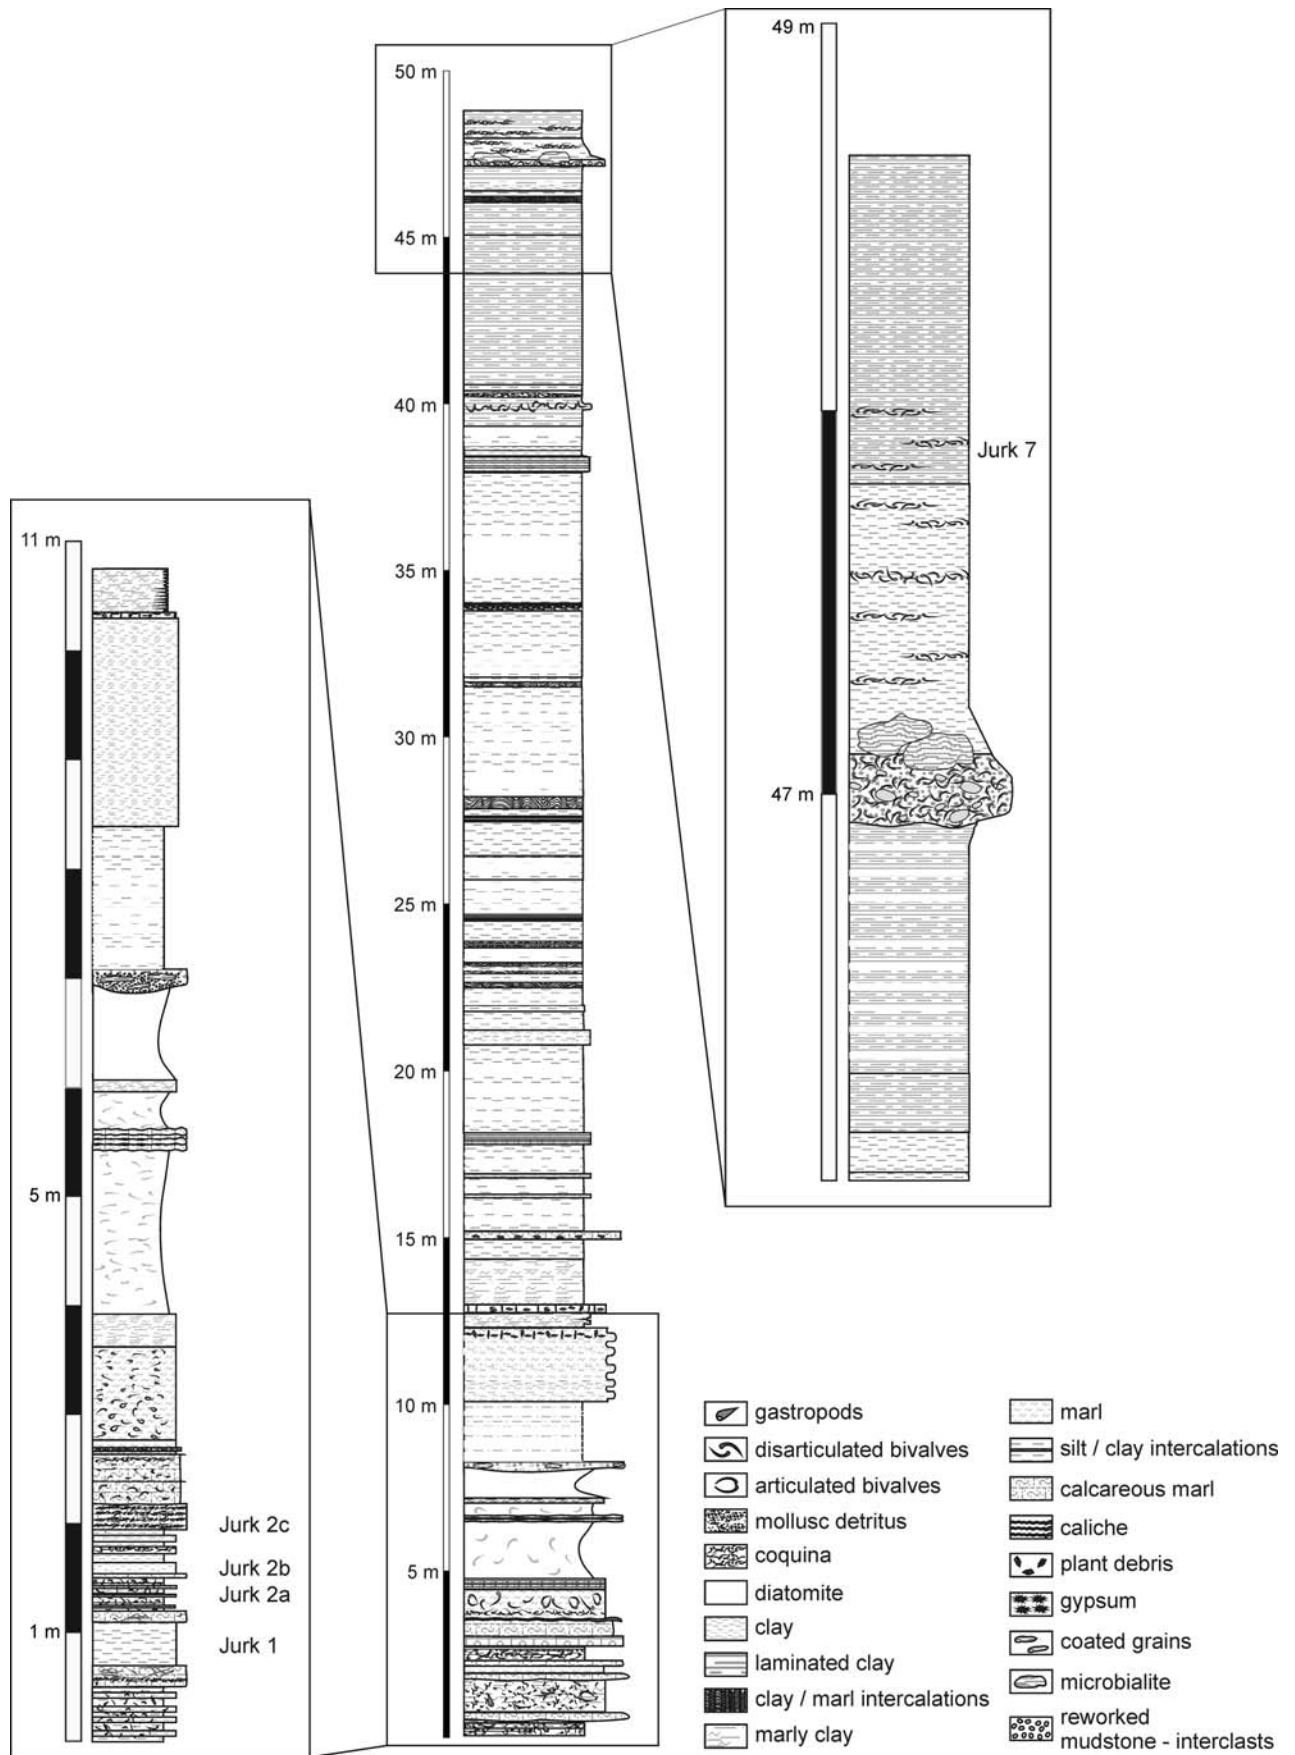 49 m
47 m
Jurk 7
50 m
45 m
40 m
35 m
30 m
25 m
20 m
15 m
10 m
5 m
11 m
5 m
1 m
Jurk 2c
Jurk 2b
Jurk 2a
Jurk 1
gastropods
disarticulated bivalves
articulated bivalves
mollusc detritus
coquina
diatomite
clay
laminated clay
clay / marl intercalations
marly clay
marl
silt / clay intercalations
calcareous marl
caliche
plant debris
gypsum
coated grains
microbialite
reworked
mudstone - interclasts